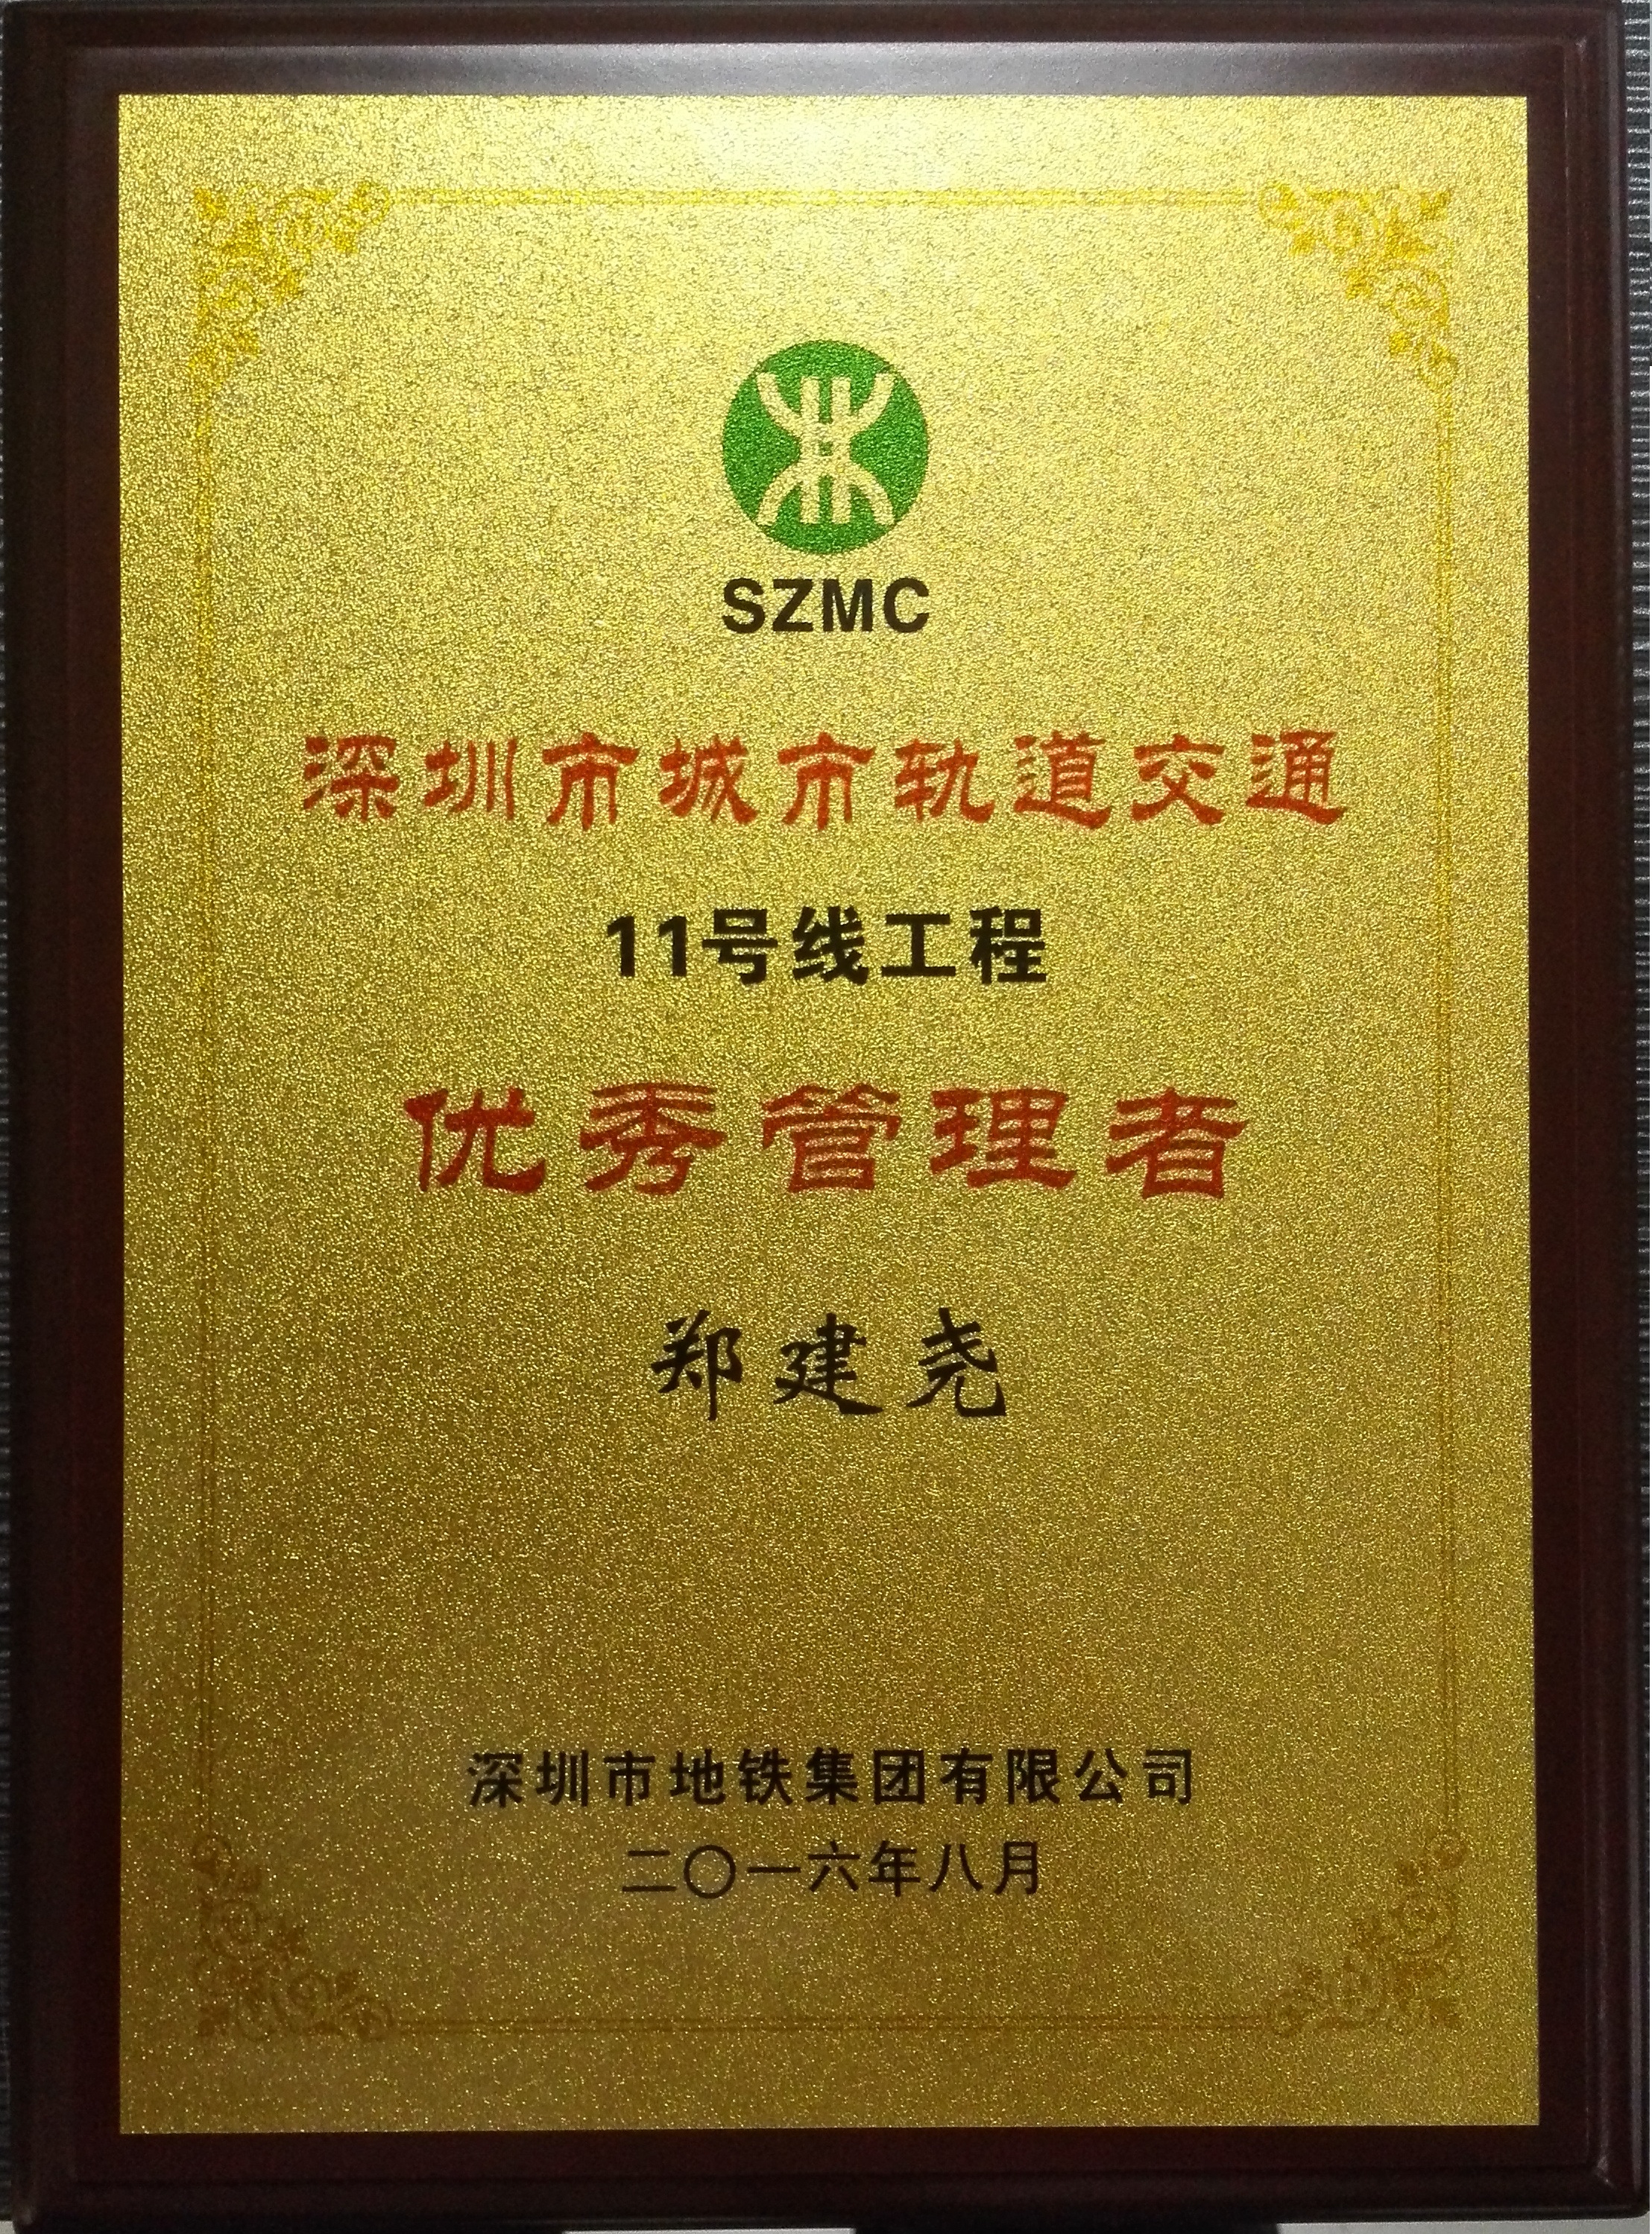 SZMC
深圳市城市轨道交通
11号线工程
优秀管理者
郑建尧
深圳市地铁集团有限公司
二〇一六年八月